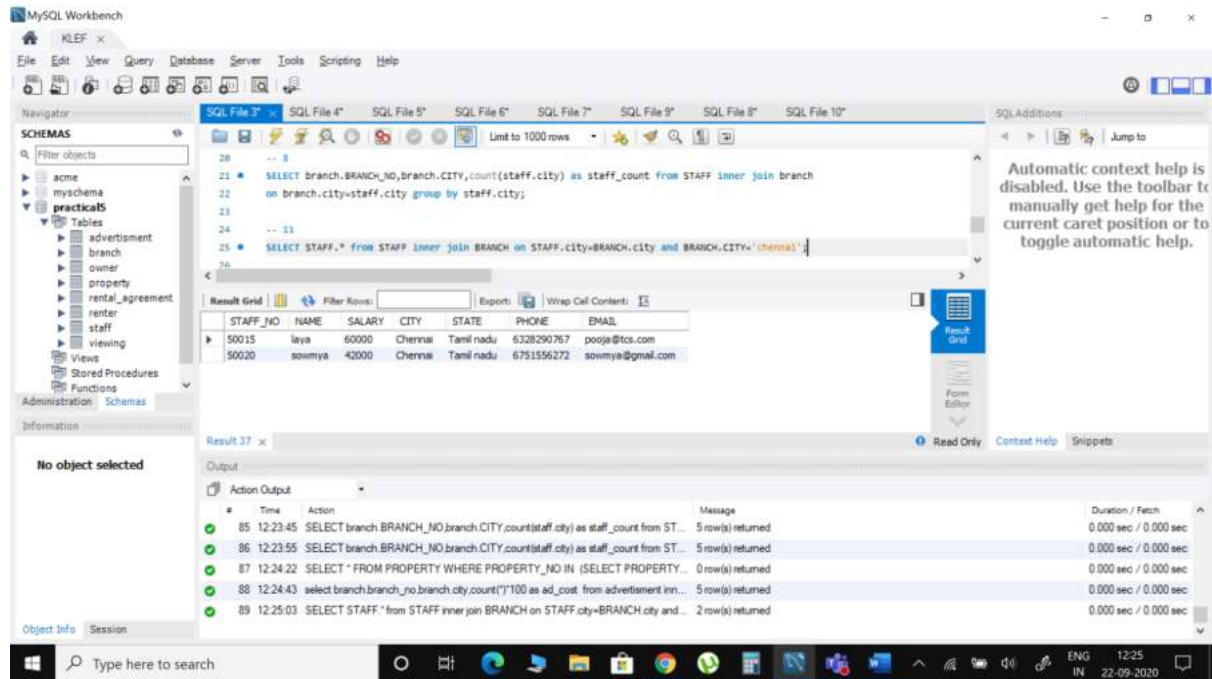 MySQL Workbench
KLEF ×
File Edit View Query Database Server Tools Scripting Help
Navigator
SCHEMAS
Filter objects
acme
myschema
practical5
Tables
advertisment
branch
owner
property
rental_agreement
renter
staff
viewing
Views
Stored Procedures
Functions
Administration Schemas
Information
No object selected
Object Info Session
SQL File 3* × SQL File 4* SQL File 5* SQL File 6* SQL File 7* SQL File 9* SQL File 8* SQL File 10*
Limit to 1000 rows
20 -- 8
21 SELECT branch.BRANCH_NO,branch.CITY,count(staff.city) as staff_count from STAFF inner join branch
22 on branch.city=staff.city group by staff.city;
23
24 -- 11
25 SELECT STAFF.* from STAFF inner join BRANCH on STAFF.city=BRANCH.city and BRANCH.CITY='chennai';
26
Result Grid Filter Rows: Export: Wrap Cell Content:
STAFF_NO NAME SALARY CITY STATE PHONE EMAIL
50015 laya 60000 Chennai Tamil nadu 6328290767 pooja@tcs.com
50020 sowmya 42000 Chennai Tamil nadu 6751556272 sowmya@gmail.com
Result Grid
Form Editor
Result 37 × Read Only
Output
Action Output
# Time Action Message Duration / Fetch
85 12:23:45 SELECT branch.BRANCH_NO,branch.CITY,count(staff.city) as staff_count from ST... 5 row(s) returned 0.000 sec / 0.000 sec
86 12:23:55 SELECT branch.BRANCH_NO,branch.CITY,count(staff.city) as staff_count from ST... 5 row(s) returned 0.000 sec / 0.000 sec
87 12:24:22 SELECT * FROM PROPERTY WHERE PROPERTY_NO IN (SELECT PROPERTY... 0 row(s) returned 0.000 sec / 0.000 sec
88 12:24:43 select branch.branch_no,branch.city,count(*)*100 as ad_cost from advertisment inn... 5 row(s) returned 0.000 sec / 0.000 sec
89 12:25:03 SELECT STAFF.* from STAFF inner join BRANCH on STAFF.city=BRANCH.city and... 2 row(s) returned 0.000 sec / 0.000 sec
SQLAdditions
Jump to
Automatic context help is
disabled. Use the toolbar to
manually get help for the
current caret position or to
toggle automatic help.
Context Help Snippets
Type here to search
ENG
IN
12:25
22-09-2020